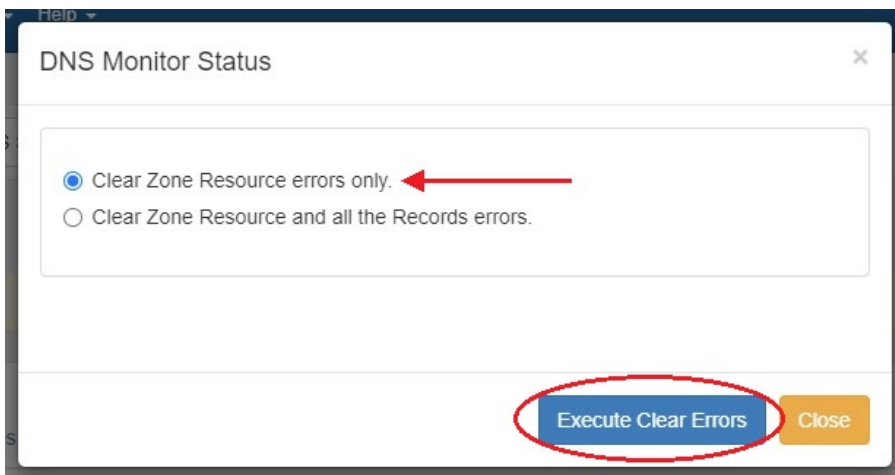 Help
DNS Monitor Status
×
Clear Zone Resource errors only.
Clear Zone Resource and all the Records errors.
Execute Clear Errors
Close